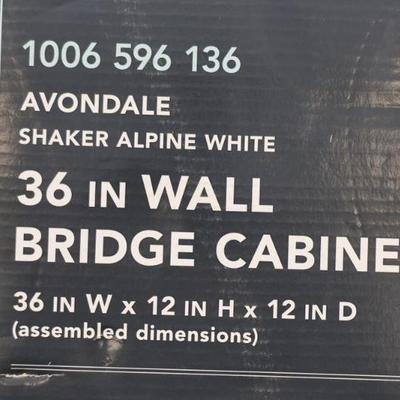 1006 596 136
AVONDALE
SHAKER ALPINE WHITE
36 IN WALL
BRIDGE CABINE
36 IN W x 12 IN H x 12 IN D
(assembled dimensions)